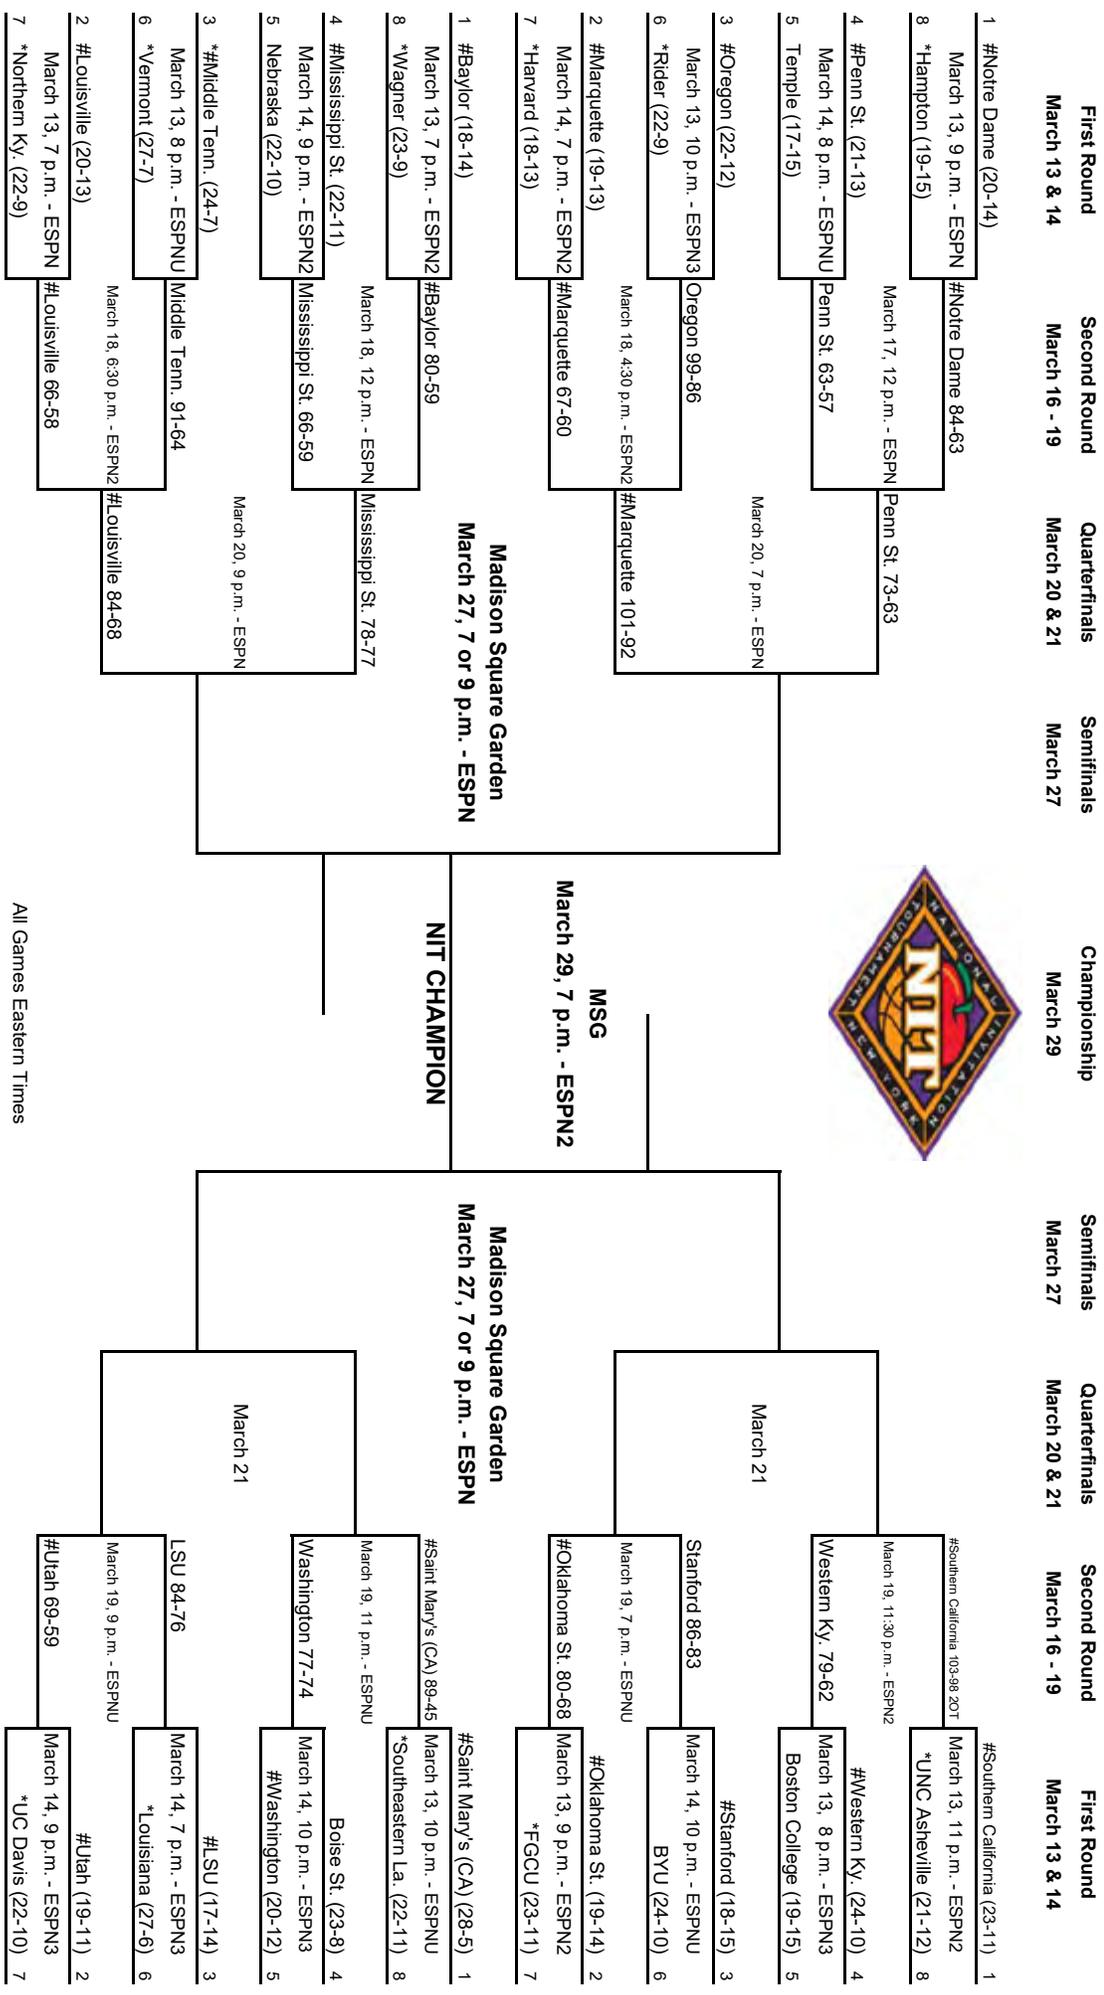 First Round
March 13 & 14
Second Round
March 16 - 19
Quarterfinals
March 20 & 21
Semifinals
March 27
Championship
March 29
Semifinals
March 27
Quarterfinals
March 20 & 21
Second Round
March 16 - 19
First Round
March 13 & 14
1 #Notre Dame (20-14)
March 13, 9 p.m. - ESPN
8 *Hampton (19-15)
4 #Penn St. (21-13)
March 14, 8 p.m. - ESPNU
5 Temple (17-15)
3 #Oregon (22-12)
March 13, 10 p.m. - ESPN3
6 *Rider (22-9)
2 #Marquette (19-13)
March 14, 7 p.m. - ESPN2
7 *Harvard (18-13)
1 #Baylor (18-14)
March 13, 7 p.m. - ESPN2
8 *Wagner (23-9)
4 #Mississippi St. (22-11)
March 14, 9 p.m. - ESPN2
5 Nebraska (22-10)
3 *#Middle Tenn. (24-7)
March 13, 8 p.m. - ESPNU
6 *Vermont (27-7)
2 #Louisville (20-13)
March 13, 7 p.m. - ESPN
7 *Northern Ky. (22-9)
#Notre Dame 84-63
March 17, 12 p.m. - ESPN
Penn St. 63-57
Oregon 99-86
March 18, 4:30 p.m. - ESPN2
#Marquette 67-60
#Baylor 80-59
March 18, 12 p.m. - ESPN
Mississippi St. 66-59
Middle Tenn. 91-64
March 18, 6:30 p.m. - ESPN2
#Louisville 66-58
Penn St. 73-63
March 20, 7 p.m. - ESPN
#Marquette 101-92
Mississippi St. 78-77
March 20, 9 p.m. - ESPN
#Louisville 84-68
Madison Square Garden
March 27, 7 or 9 p.m. - ESPN
NATIONAL INVITATION
NIT
TOURNAMENT NEW YORK
MSG
March 29, 7 p.m. - ESPN2
NIT CHAMPION
All Games Eastern Times
Madison Square Garden
March 27, 7 or 9 p.m. - ESPN
March 21
March 21
#Southern California 103-98 2OT
March 19, 11:30 p.m. - ESPN2
Western Ky. 79-62
Stanford 86-83
March 19, 7 p.m. - ESPNU
#Oklahoma St. 80-68
#Saint Mary's (CA) 89-45
March 19, 11 p.m. - ESPNU
Washington 77-74
LSU 84-76
March 19, 9 p.m. - ESPNU
#Utah 69-59
#Southern California (23-11) 1
March 13, 11 p.m. - ESPN2
*UNC Asheville (21-12) 8
#Western Ky. (24-10) 4
March 13, 8 p.m. - ESPN3
Boston College (19-15) 5
#Stanford (18-15) 3
March 14, 10 p.m. - ESPNU
BYU (24-10) 6
#Oklahoma St. (19-14) 2
March 13, 9 p.m. - ESPN2
*FGCU (23-11) 7
#Saint Mary's (CA) (28-5) 1
March 13, 10 p.m. - ESPNU
*Southeastern La. (22-11) 8
Boise St. (23-8) 4
March 14, 10 p.m. - ESPN3
#Washington (20-12) 5
#LSU (17-14) 3
March 14, 7 p.m. - ESPN3
*Louisiana (27-6) 6
#Utah (19-11) 2
March 14, 9 p.m. - ESPN3
*UC Davis (22-10) 7